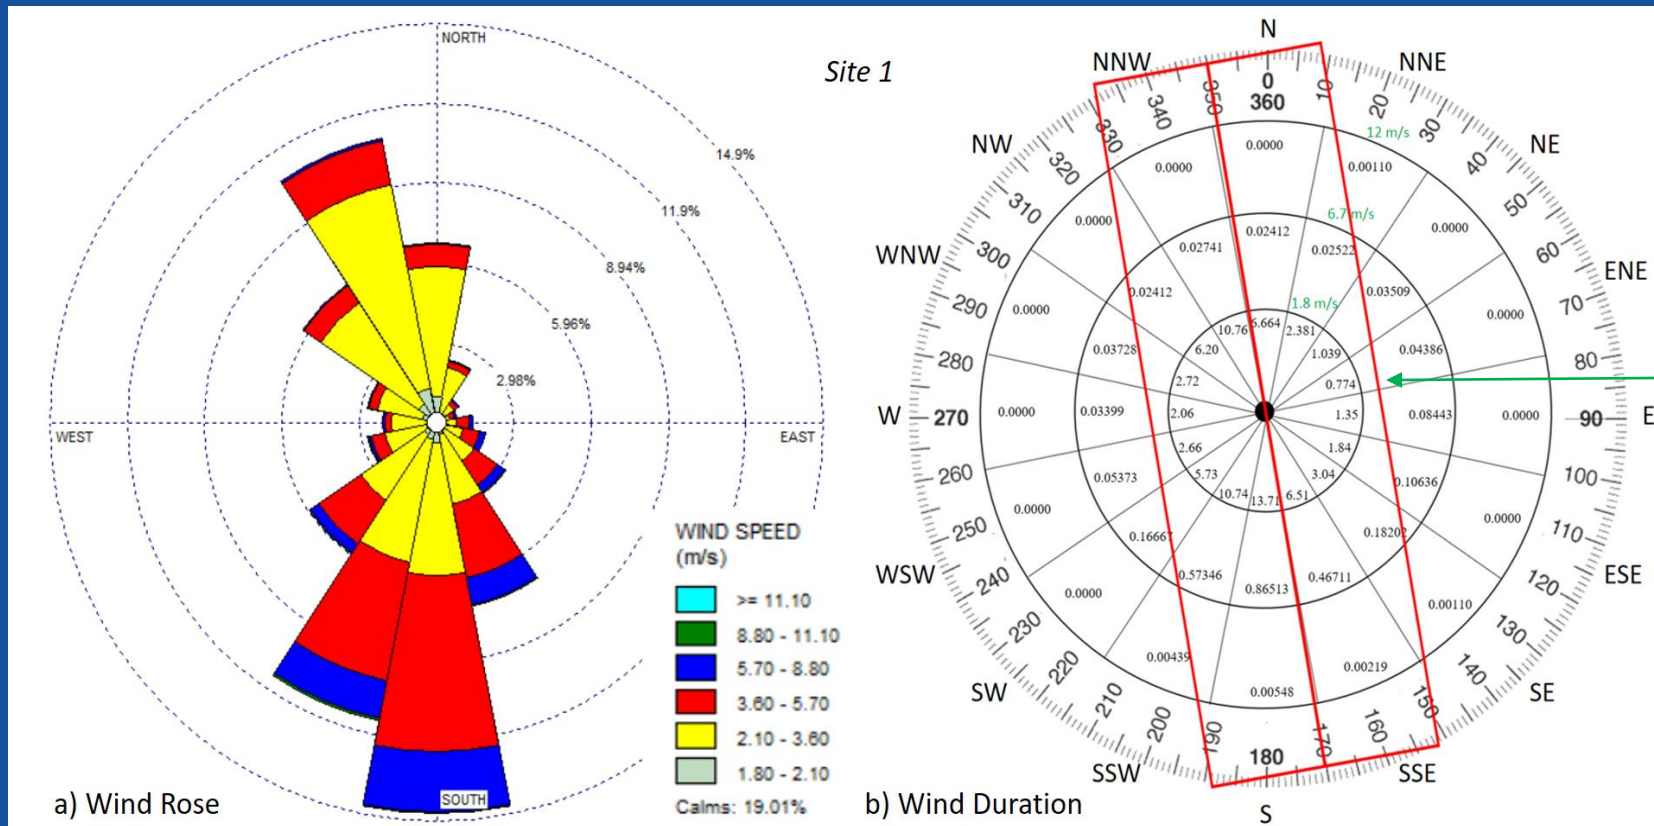 Site 1
NORTH
14.9%
11.9%
8.94%
5.96%
2.98%
WEST
EAST
SOUTH
WIND SPEED
(m/s)
>= 11.10
8.80 - 11.10
5.70 - 8.80
3.60 - 5.70
2.10 - 3.60
1.80 - 2.10
Calms: 19.01%
a) Wind Rose
N
NNE
NE
ENE
E
ESE
SE
SSE
S
SSW
SW
WSW
W
WNW
NW
NNW
0
360
10
20
30
40
50
60
70
80
90
100
110
120
130
140
150
160
170
180
190
200
210
220
230
240
250
260
270
280
290
300
310
320
330
340
350
12 m/s
6.7 m/s
1.8 m/s
0.0000
0.00110
0.0000
0.0000
0.0000
0.0000
0.00110
0.00219
0.00548
0.00439
0.0000
0.0000
0.0000
0.0000
0.0000
0.0000
0.02412
0.02522
0.03509
0.04386
0.08443
0.10636
0.18202
0.46711
0.86513
0.57346
0.16667
0.05373
0.03399
0.03728
0.02412
0.02741
6.664
2.381
1.039
0.774
1.35
1.84
3.04
6.51
13.71
10.74
5.73
2.66
2.06
2.72
6.20
10.76
b) Wind Duration